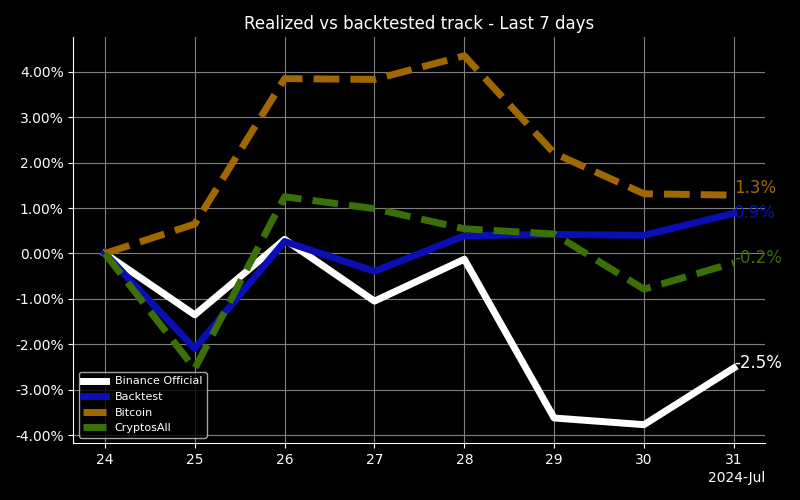 Realized vs backtested track - Last 7 days
4.00%
3.00%
2.00%
1.00%
0.00%
-1.00%
-2.00%
-3.00%
-4.00%
1.3%
0.9%
-0.2%
-2.5%
Binance Official
Backtest
Bitcoin
CryptosAll
24 25 26 27 28 29 30 31
2024-Jul